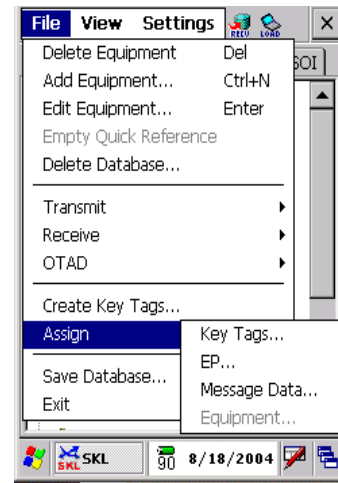 File View Settings RECV LOAD ×
SOI
Delete Equipment Del
Add Equipment... Ctrl+N
Edit Equipment... Enter
Empty Quick Reference
Delete Database...
Transmit
Receive
OTAD
Create Key Tags...
Assign
Key Tags...
EP...
Message Data...
Equipment...
Save Database...
Exit
SKL SKL 90 8/18/2004